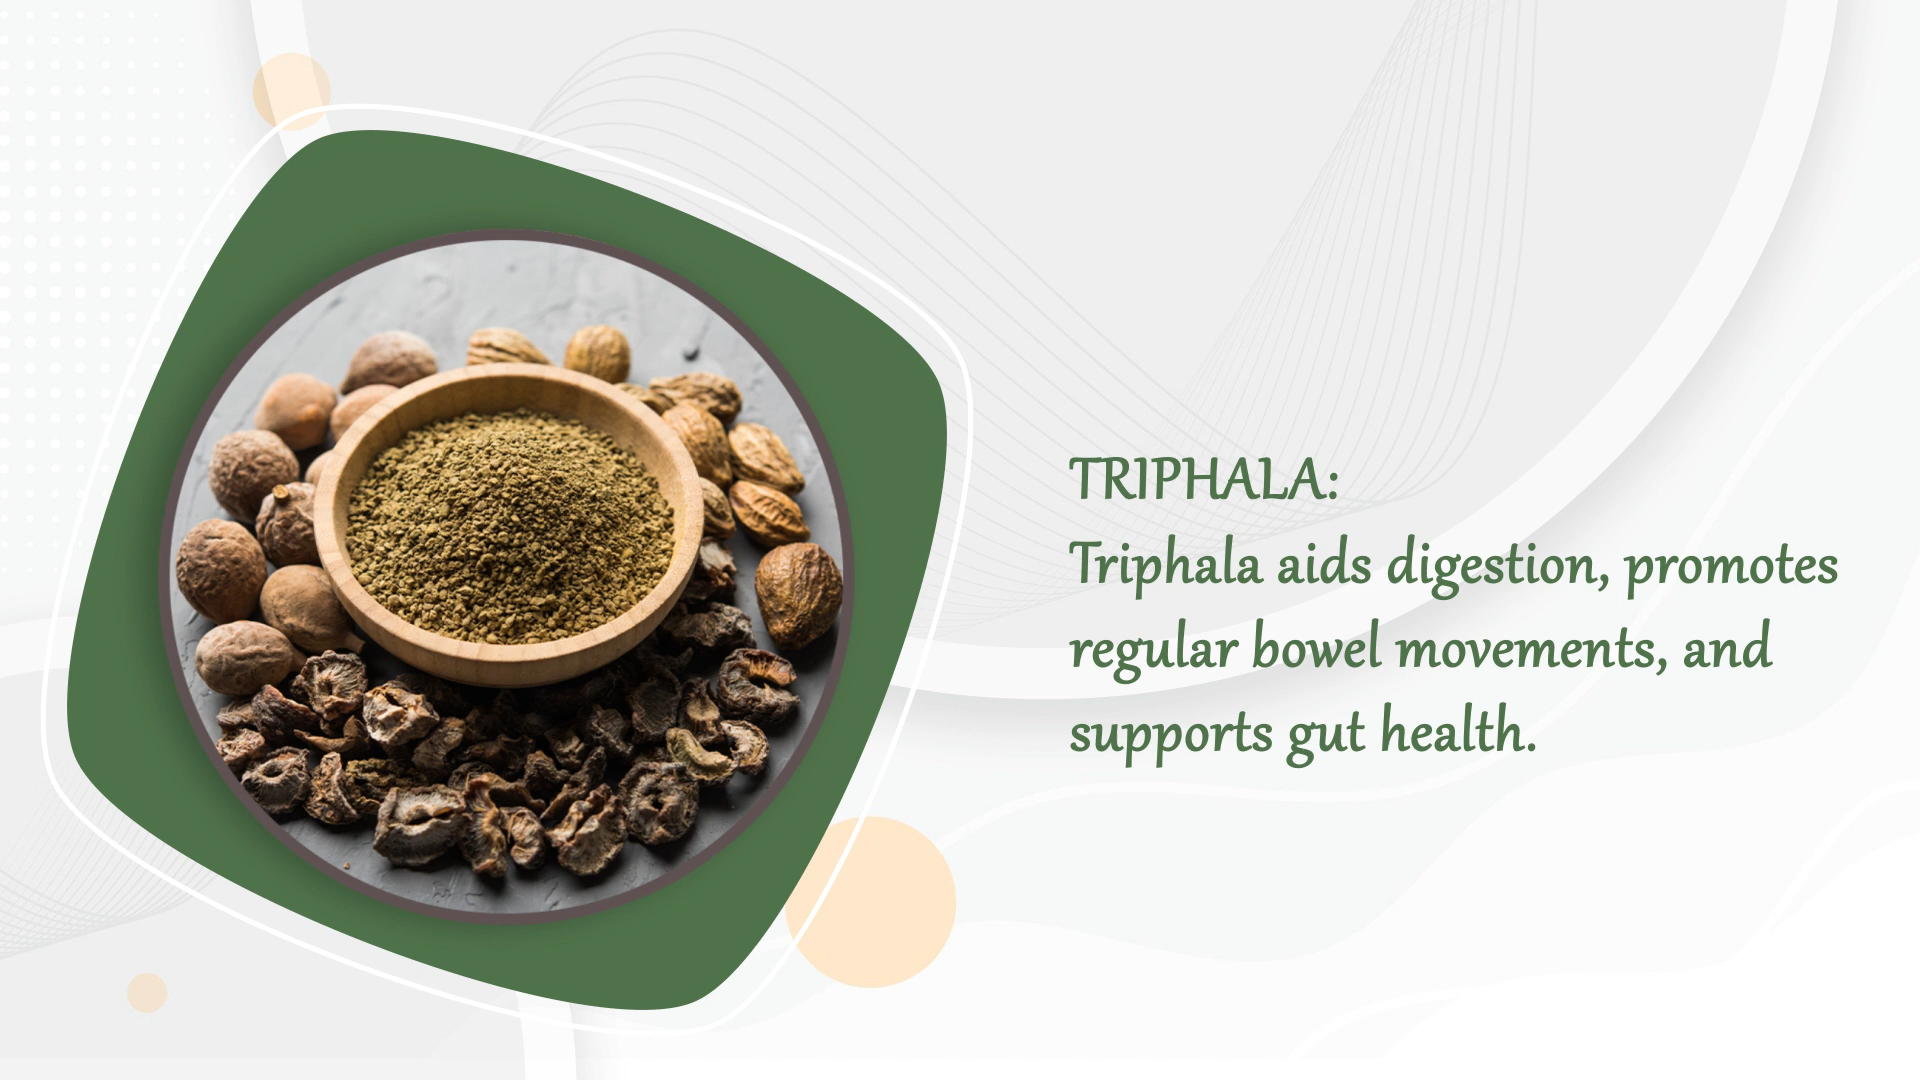 TRIPHALA:
Triphala aids digestion, promotes
regular bowel movements, and
supports gut health.